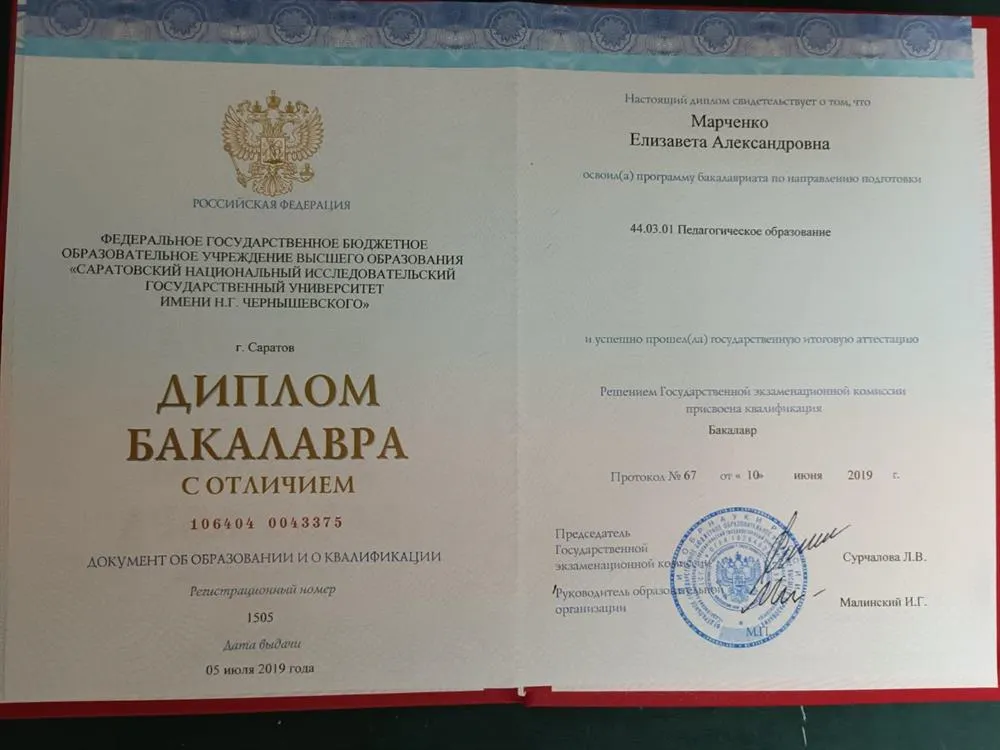 РОССИЙСКАЯ ФЕДЕРАЦИЯ
ФЕДЕРАЛЬНОЕ ГОСУДАРСТВЕННОЕ БЮДЖЕТНОЕ
ОБРАЗОВАТЕЛЬНОЕ УЧРЕЖДЕНИЕ ВЫСШЕГО ОБРАЗОВАНИЯ
«САРАТОВСКИЙ НАЦИОНАЛЬНЫЙ ИССЛЕДОВАТЕЛЬСКИЙ
ГОСУДАРСТВЕННЫЙ УНИВЕРСИТЕТ
ИМЕНИ Н.Г. ЧЕРНЫШЕВСКОГО»
г. Саратов
ДИПЛОМ
БАКАЛАВРА
С ОТЛИЧИЕМ
106404 0043375
ДОКУМЕНТ ОБ ОБРАЗОВАНИИ И О КВАЛИФИКАЦИИ
Регистрационный номер
1505
Дата выдачи
05 июля 2019 года
Настоящий диплом свидетельствует о том, что
Марченко
Елизавета Александровна
освоил(а) программу бакалавриата по направлению подготовки
44.03.01 Педагогическое образование
и успешно прошел(ла) государственную итоговую аттестацию
Решением Государственной экзаменационной комиссии
присвоена квалификация
Бакалавр
Протокол № 67 от « 10» июня 2019 г.
Председатель
Государственной
экзаменационной комиссии
Сурчалова Л.В.
Руководитель образовательной
организации
Малинский И.Г.
М.П.